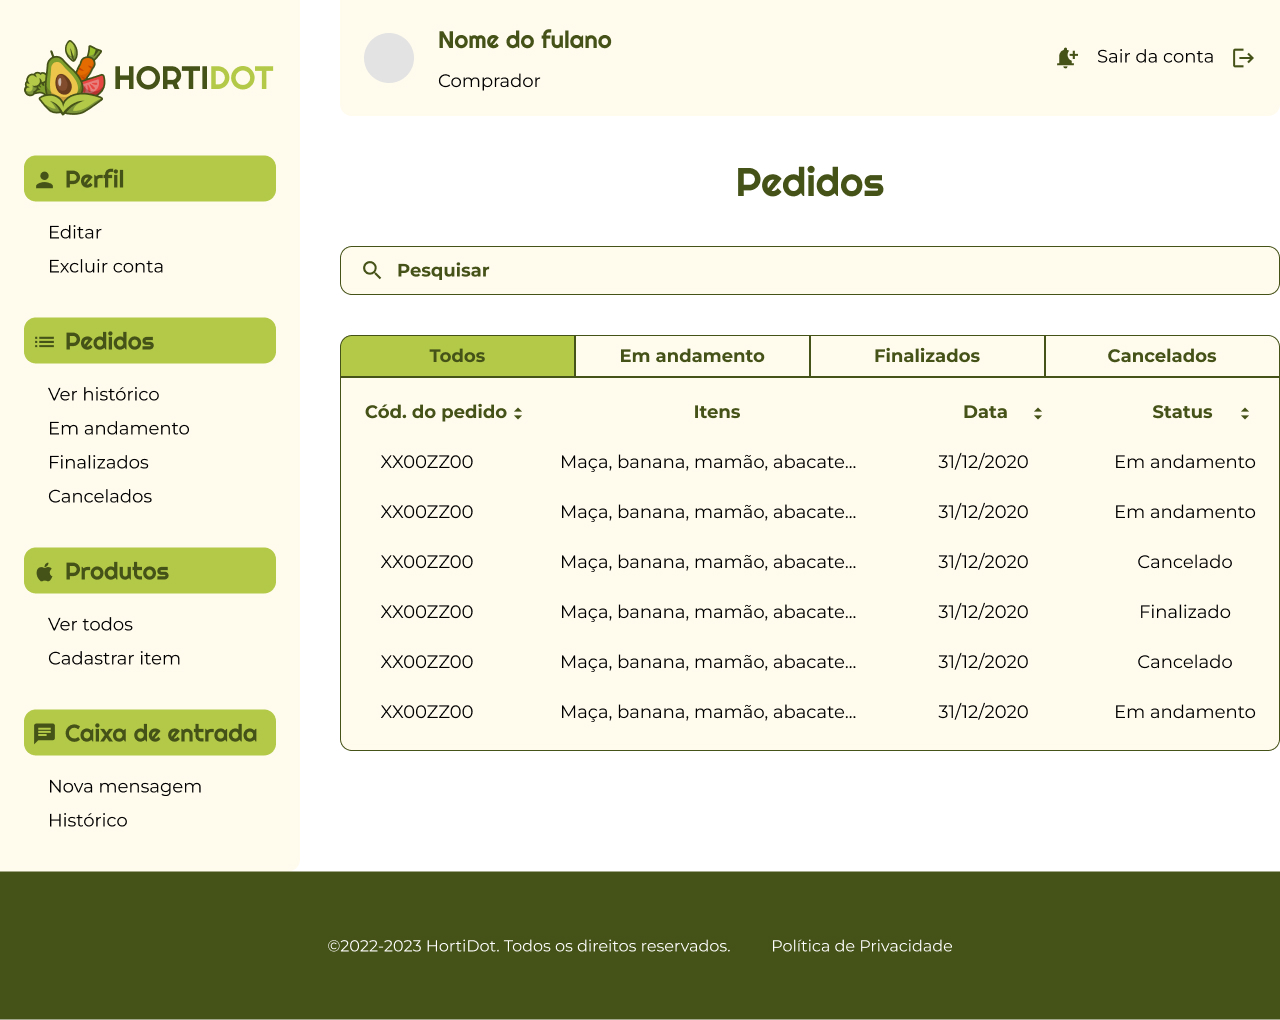 HORTIDOT
Perfil
Editar
Excluir conta
Pedidos
Ver histórico
Em andamento
Finalizados
Cancelados
Produtos
Ver todos
Cadastrar item
Caixa de entrada
Nova mensagem
Histórico
Nome do fulano
Comprador
Sair da conta
Pedidos
Pesquisar
Todos Em andamento Finalizados Cancelados
Cód. do pedido Itens Data Status
XX00ZZ00 Maça, banana, mamão, abacate... 31/12/2020 Em andamento
XX00ZZ00 Maça, banana, mamão, abacate... 31/12/2020 Em andamento
XX00ZZ00 Maça, banana, mamão, abacate... 31/12/2020 Cancelado
XX00ZZ00 Maça, banana, mamão, abacate... 31/12/2020 Finalizado
XX00ZZ00 Maça, banana, mamão, abacate... 31/12/2020 Cancelado
XX00ZZ00 Maça, banana, mamão, abacate... 31/12/2020 Em andamento
©2022-2023 HortiDot. Todos os direitos reservados. Política de Privacidade